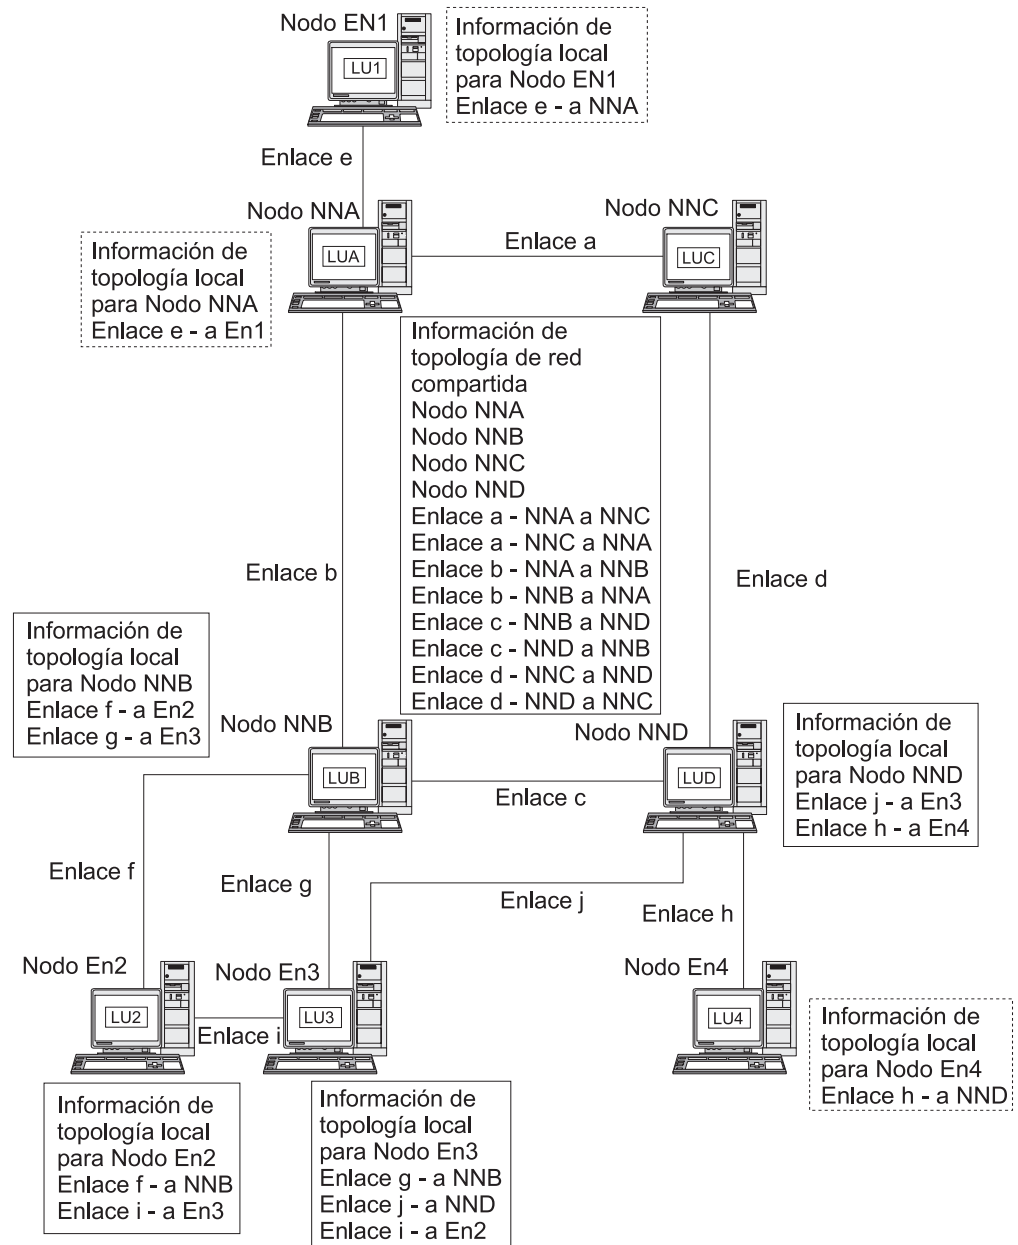 Nodo EN1
LU1
Información de
topología local
para Nodo EN1
Enlace e - a NNA
Enlace e
Nodo NNA
LUA
Nodo NNC
LUC
Enlace a
Información de
topología local
para Nodo NNA
Enlace e - a En1
Información de
topología de red
compartida
Nodo NNA
Nodo NNB
Nodo NNC
Nodo NND
Enlace a - NNA a NNC
Enlace a - NNC a NNA
Enlace b - NNA a NNB
Enlace b - NNB a NNA
Enlace c - NNB a NND
Enlace c - NND a NNB
Enlace d - NNC a NND
Enlace d - NND a NNC
Enlace b
Enlace d
Información de
topología local
para Nodo NNB
Enlace f - a En2
Enlace g - a En3
Nodo NNB
LUB
Nodo NND
LUD
Enlace c
Información de
topología local
para Nodo NND
Enlace j - a En3
Enlace h - a En4
Enlace f
Enlace g
Enlace j
Enlace h
Nodo En2
LU2
Nodo En3
LU3
Enlace i
Nodo En4
LU4
Información de
topología local
para Nodo En4
Enlace h - a NND
Información de
topología local
para Nodo En2
Enlace f - a NNB
Enlace i - a En3
Información de
topología local
para Nodo En3
Enlace g - a NNB
Enlace j - a NND
Enlace i - a En2